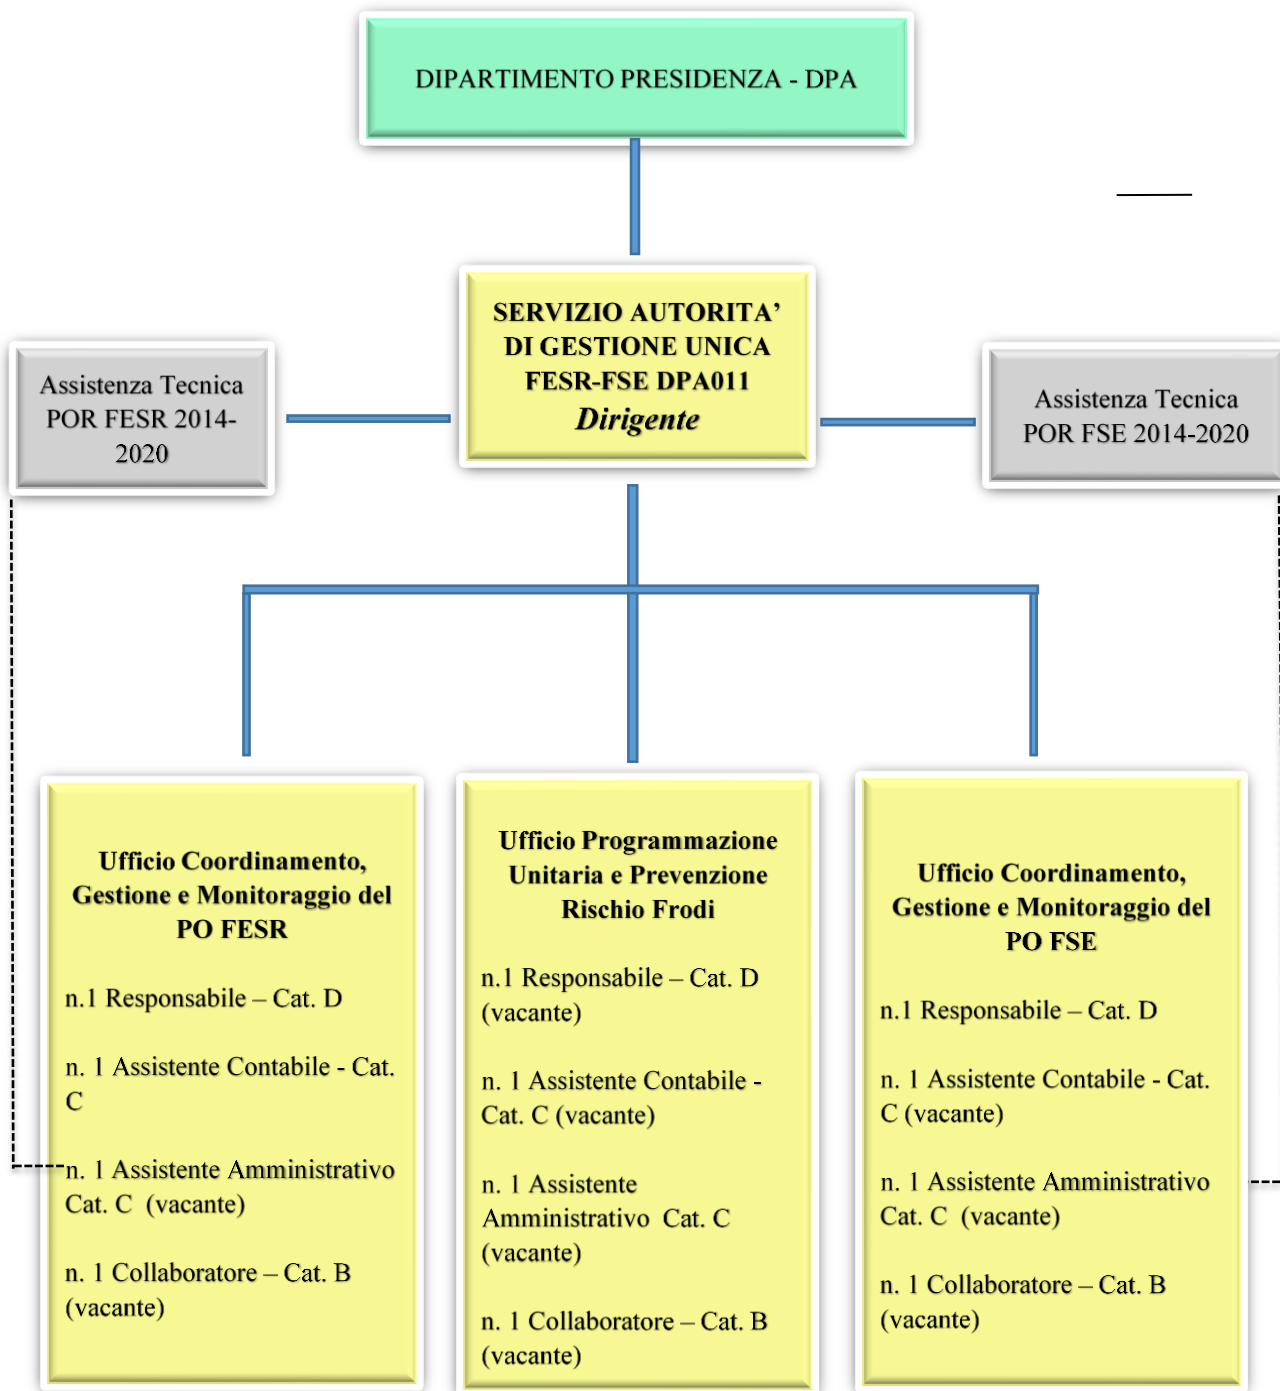 DIPARTIMENTO PRESIDENZA - DPA
SERVIZIO AUTORITA’
DI GESTIONE UNICA
FESR-FSE DPA011
Dirigente
Assistenza Tecnica
POR FESR 2014-
2020
Assistenza Tecnica
POR FSE 2014-2020
Ufficio Coordinamento,
Gestione e Monitoraggio del
PO FESR
n.1 Responsabile – Cat. D
n. 1 Assistente Contabile - Cat.
C
n. 1 Assistente Amministrativo
Cat. C (vacante)
n. 1 Collaboratore – Cat. B
(vacante)
Ufficio Programmazione
Unitaria e Prevenzione
Rischio Frodi
n.1 Responsabile – Cat. D
(vacante)
n. 1 Assistente Contabile -
Cat. C (vacante)
n. 1 Assistente
Amministrativo Cat. C
(vacante)
n. 1 Collaboratore – Cat. B
(vacante)
Ufficio Coordinamento,
Gestione e Monitoraggio del
PO FSE
n.1 Responsabile – Cat. D
n. 1 Assistente Contabile - Cat.
C (vacante)
n. 1 Assistente Amministrativo
Cat. C (vacante)
n. 1 Collaboratore – Cat. B
(vacante)